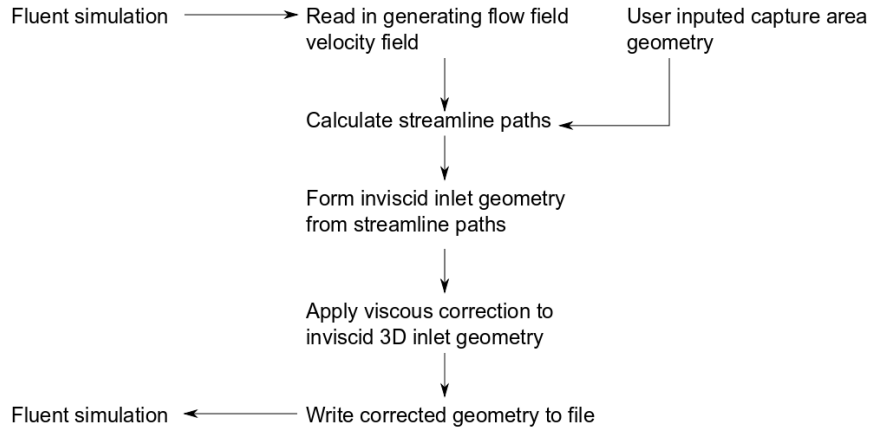 Fluent simulation
Read in generating flow field
velocity field
User inputed capture area
geometry
Calculate streamline paths
Form inviscid inlet geometry
from streamline paths
Apply viscous correction to
inviscid 3D inlet geometry
Fluent simulation
Write corrected geometry to file